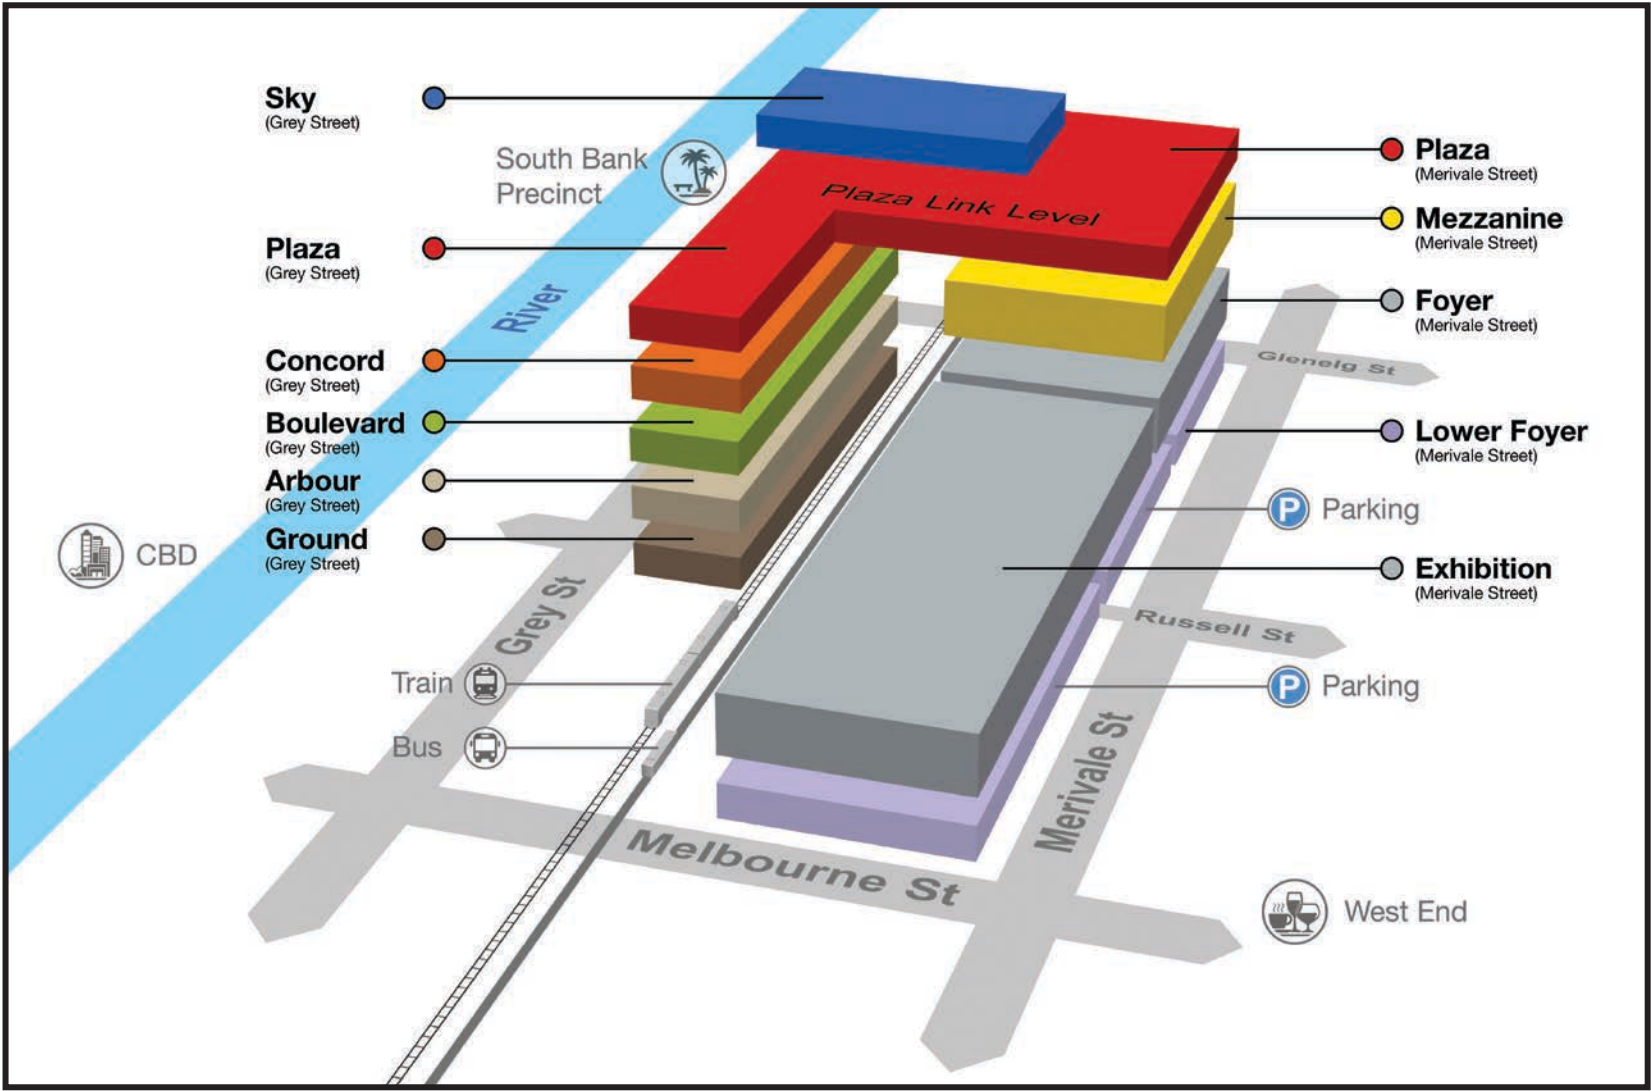 Sky
(Grey Street)
South Bank
Precinct
Plaza
(Grey Street)
Plaza Link Level
Plaza
(Merivale Street)
Mezzanine
(Merivale Street)
River
Foyer
(Merivale Street)
Concord
(Grey Street)
Glenelg St
Boulevard
(Grey Street)
Lower Foyer
(Merivale Street)
Arbour
(Grey Street)
P Parking
Ground
(Grey Street)
CBD
Exhibition
(Merivale Street)
Grey St
Russell St
Train
P Parking
Bus
Merivale St
Melbourne St
West End